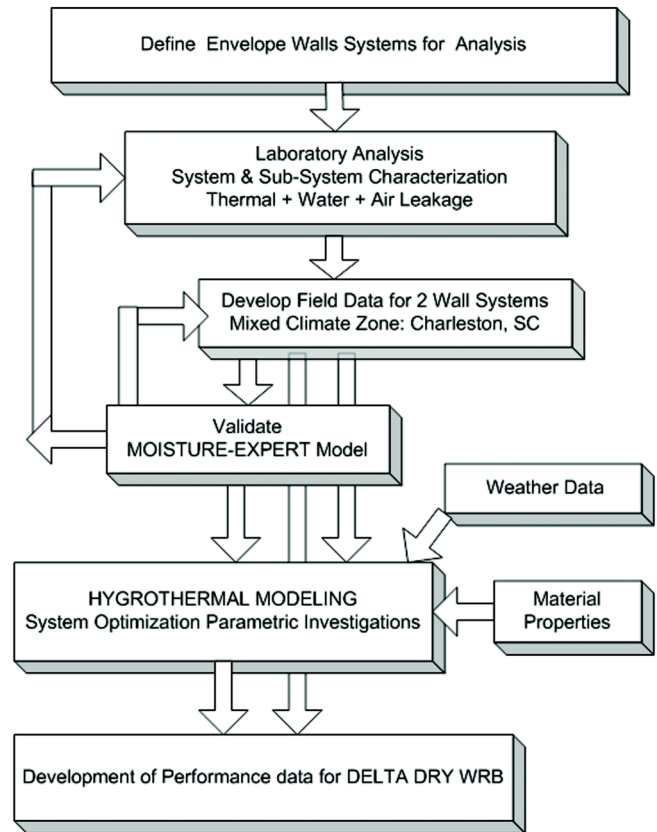 Define Envelope Walls Systems for Analysis
Laboratory Analysis
System & Sub-System Characterization
Thermal + Water + Air Leakage
Develop Field Data for 2 Wall Systems
Mixed Climate Zone: Charleston, SC
Validate
MOISTURE-EXPERT Model
Weather Data
HYGROTHERMAL MODELING
System Optimization Parametric Investigations
Material
Properties
Development of Performance data for DELTA DRY WRB